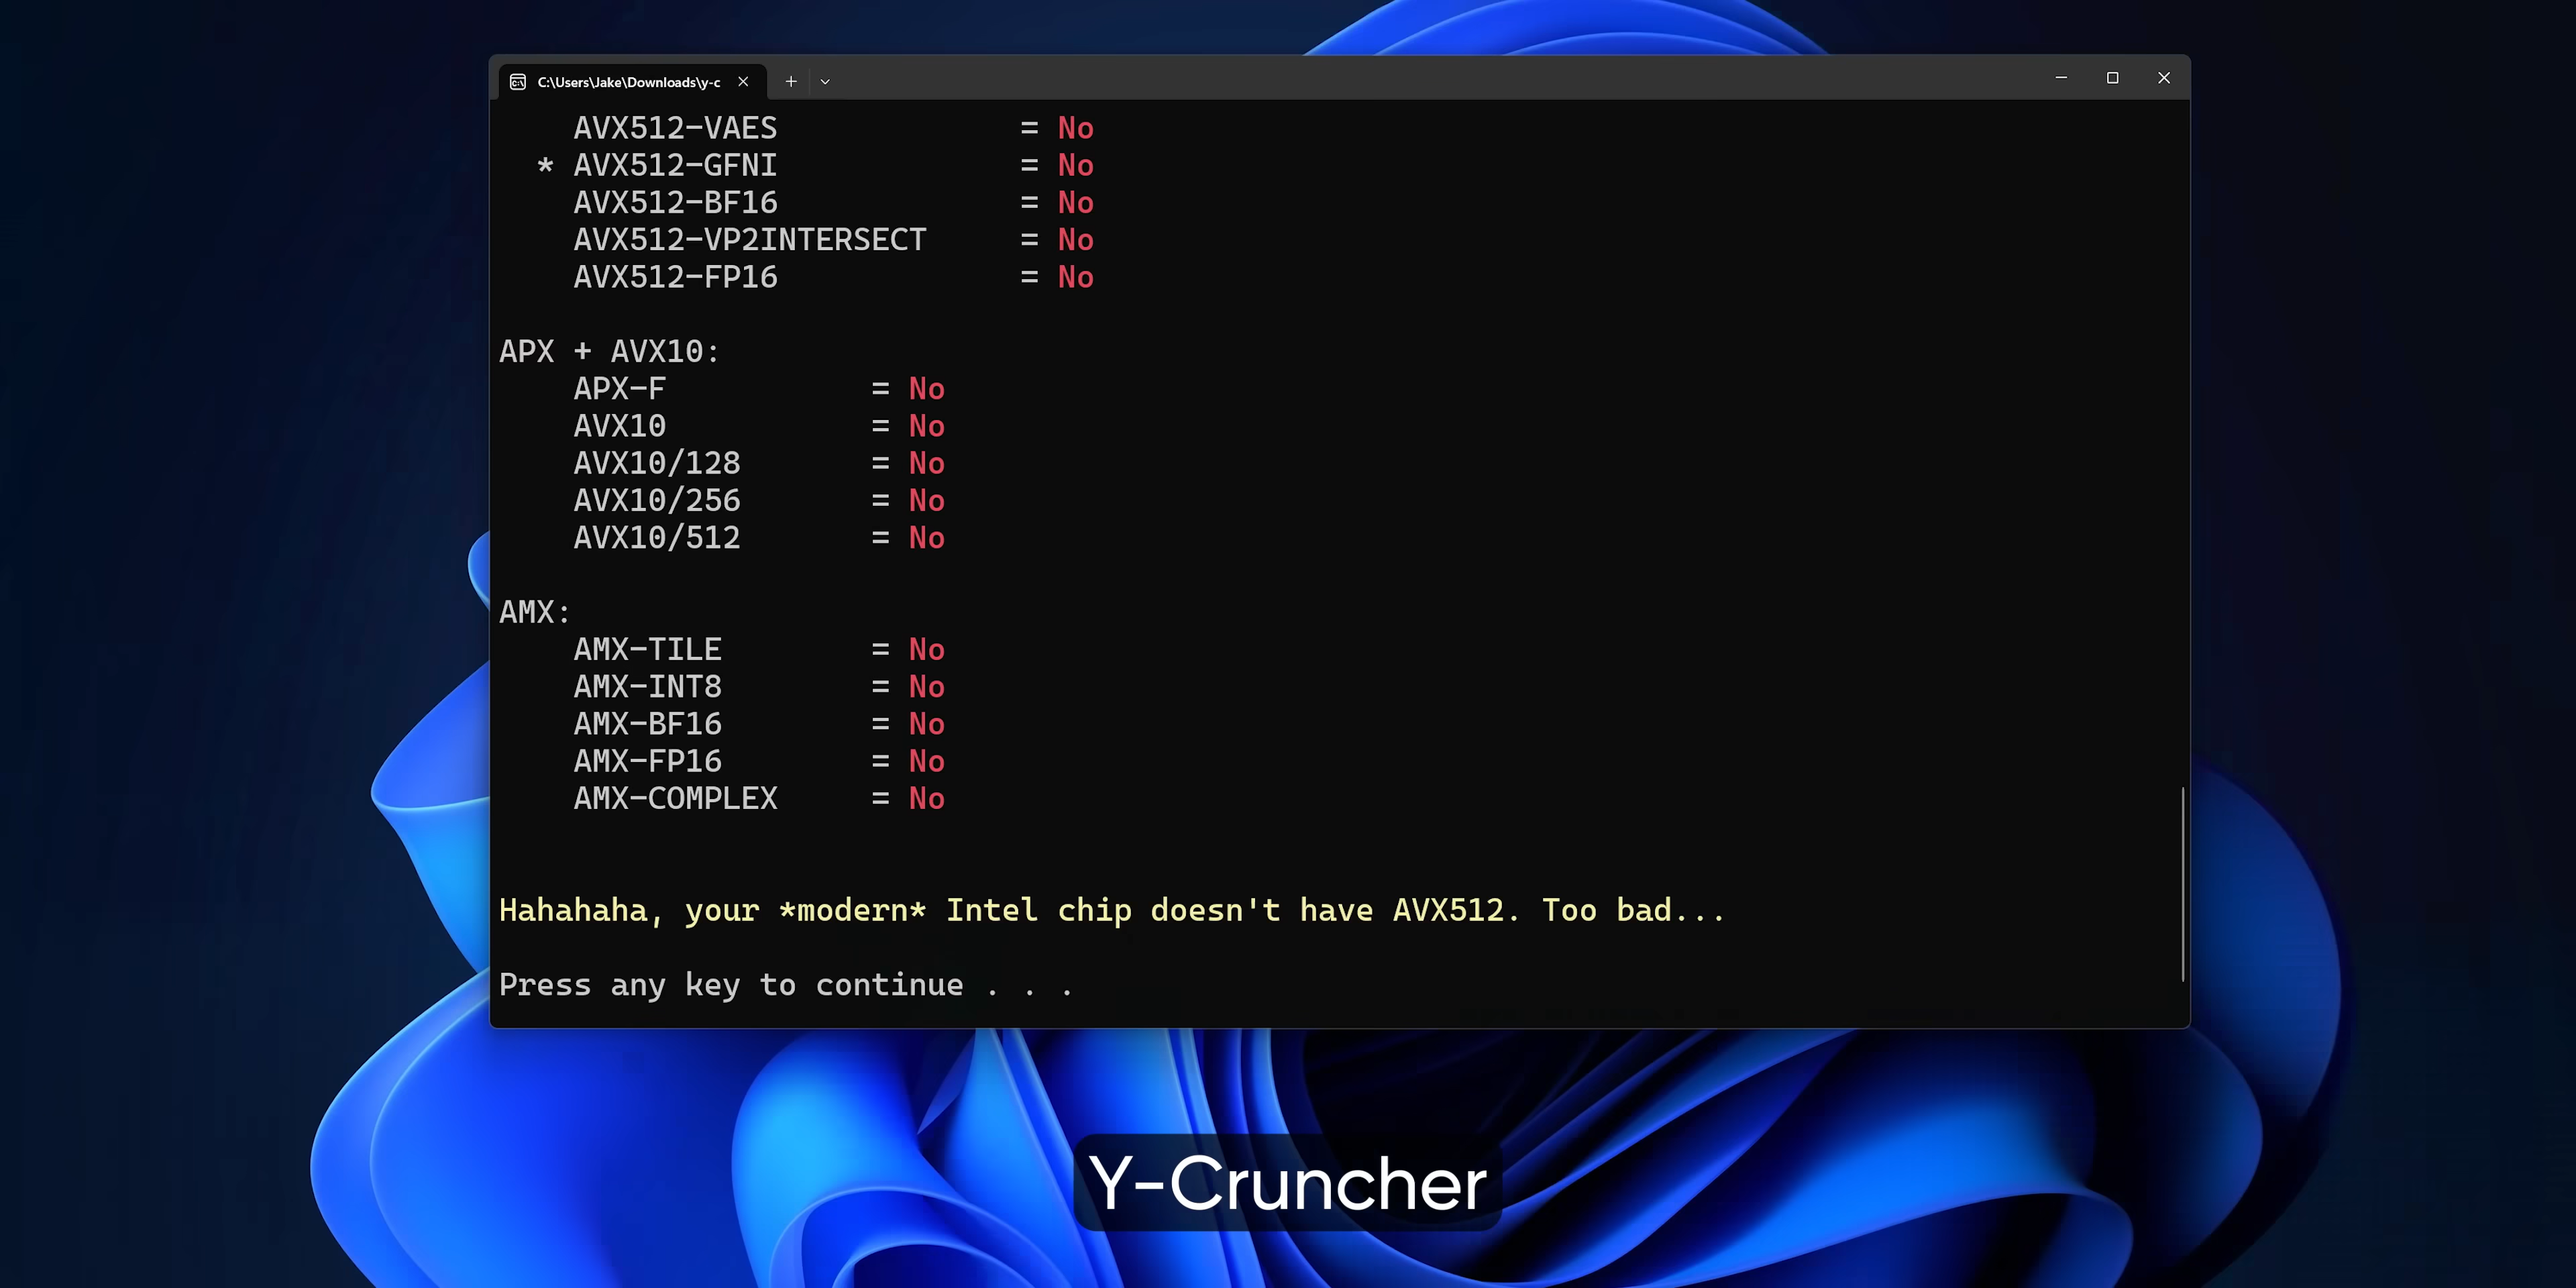 C:\Users\Jake\Downloads\y-c
AVX512-VAES = No
* AVX512-GFNI = No
AVX512-BF16 = No
AVX512-VP2INTERSECT = No
AVX512-FP16 = No
APX + AVX10:
APX-F = No
AVX10 = No
AVX10/128 = No
AVX10/256 = No
AVX10/512 = No
AMX:
AMX-TILE = No
AMX-INT8 = No
AMX-BF16 = No
AMX-FP16 = No
AMX-COMPLEX = No
Hahahaha, your *modern* Intel chip doesn't have AVX512. Too bad...
Press any key to continue . . .
Y-Cruncher